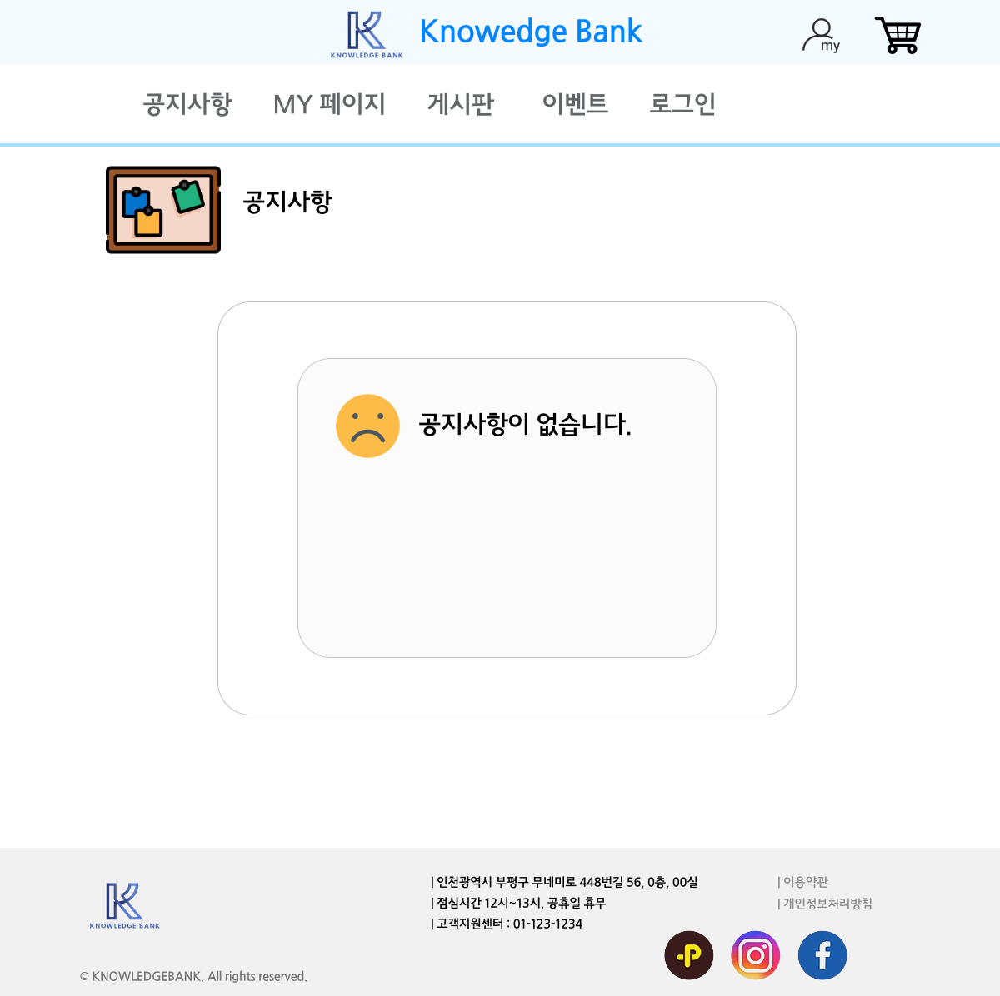 KNOWLEDGE BANK
Knowedge Bank
my
공지사항 MY 페이지 게시판 이벤트 로그인
공지사항
공지사항이 없습니다.
KNOWLEDGE BANK
| 인천광역시 부평구 무네미로 448번길 56, 0층, 00실
| 점심시간 12시~13시, 공휴일 휴무
| 고객지원센터 : 01-123-1234
| 이용약관
| 개인정보처리방침
© KNOWLEDGEBANK. All rights reserved.